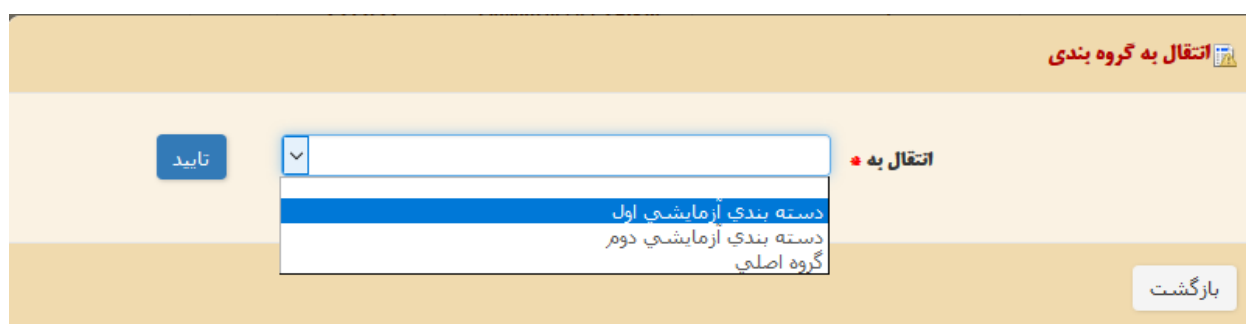 انتقال به گروه بندی
انتقال به *
تایید
دسته بندي آزمايشي اول
دسته بندي آزمايشي دوم
گروه اصلي
بازگشت